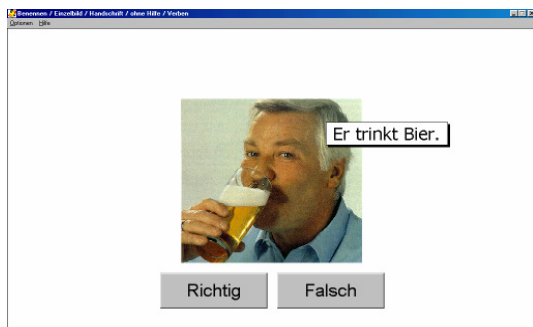 Benennen / Einzelbild / Handschrift / ohne Hilfe / Verben
Optionen Hilfe
Er trinkt Bier.
Richtig Falsch